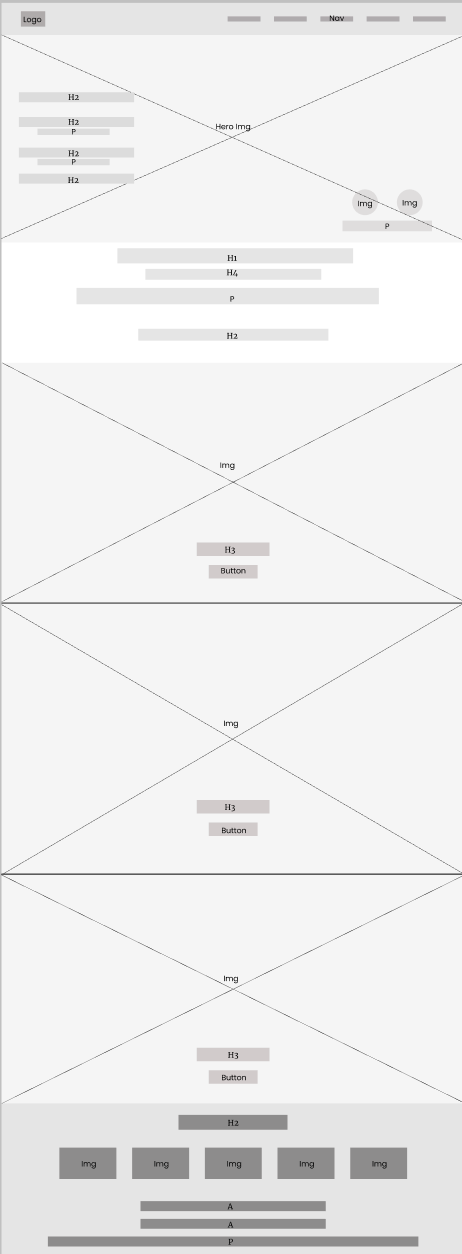 Logo
Nav
Hero Img
H2
H2
P
H2
P
H2
Img Img
P
H1
H4
P
H2
Img
H3
Button
Img
H3
Button
Img
H3
Button
H2
Img Img Img Img Img
A
A
P